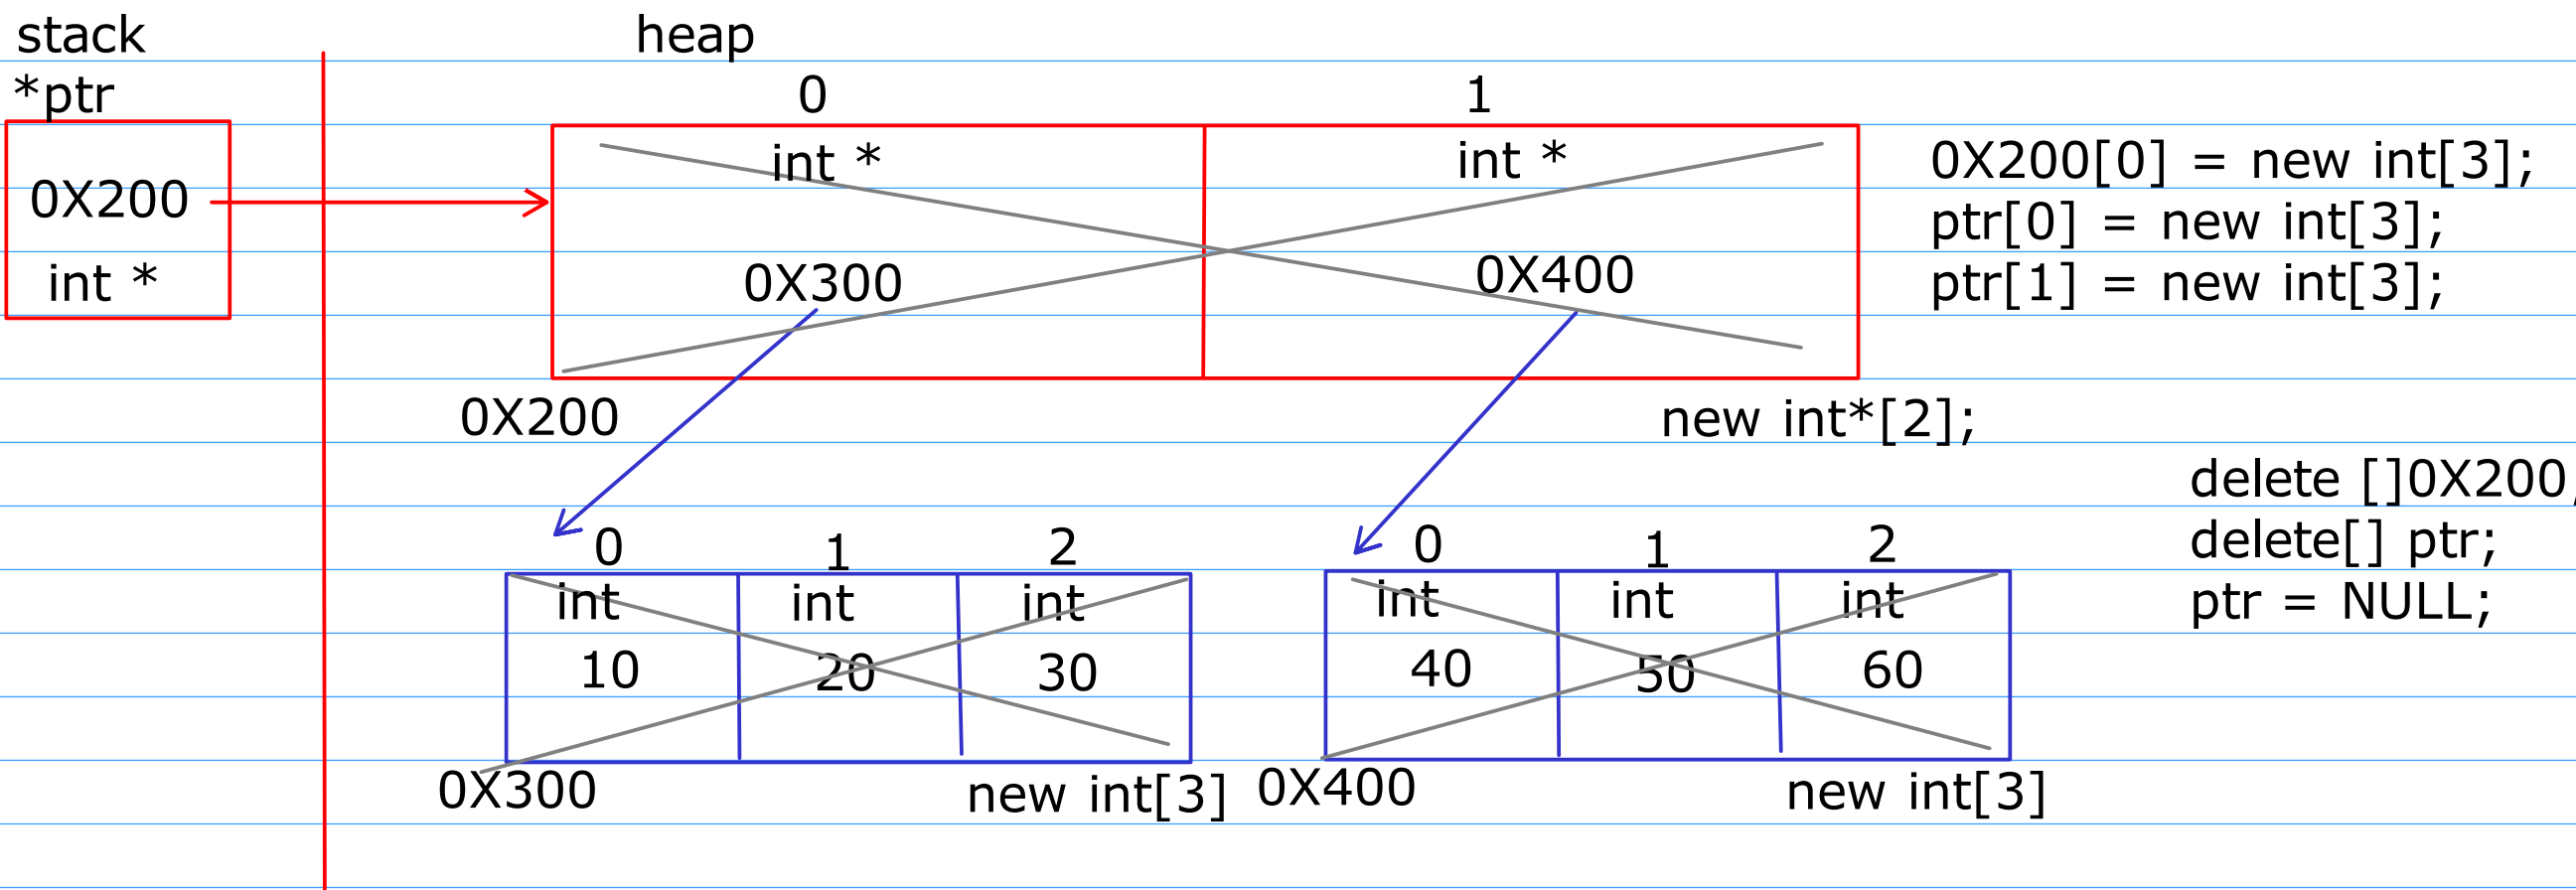 stack heap
*ptr 0 1
int * int * 0X200[0] = new int[3];
0X200 ptr[0] = new int[3];
int * 0X300 0X400 ptr[1] = new int[3];
0X200 new int*[2];
delete []0X200;
0 1 2 0 1 2 delete[] ptr;
int int int int int int ptr = NULL;
10 20 30 40 50 60
0X300 new int[3] 0X400 new int[3]